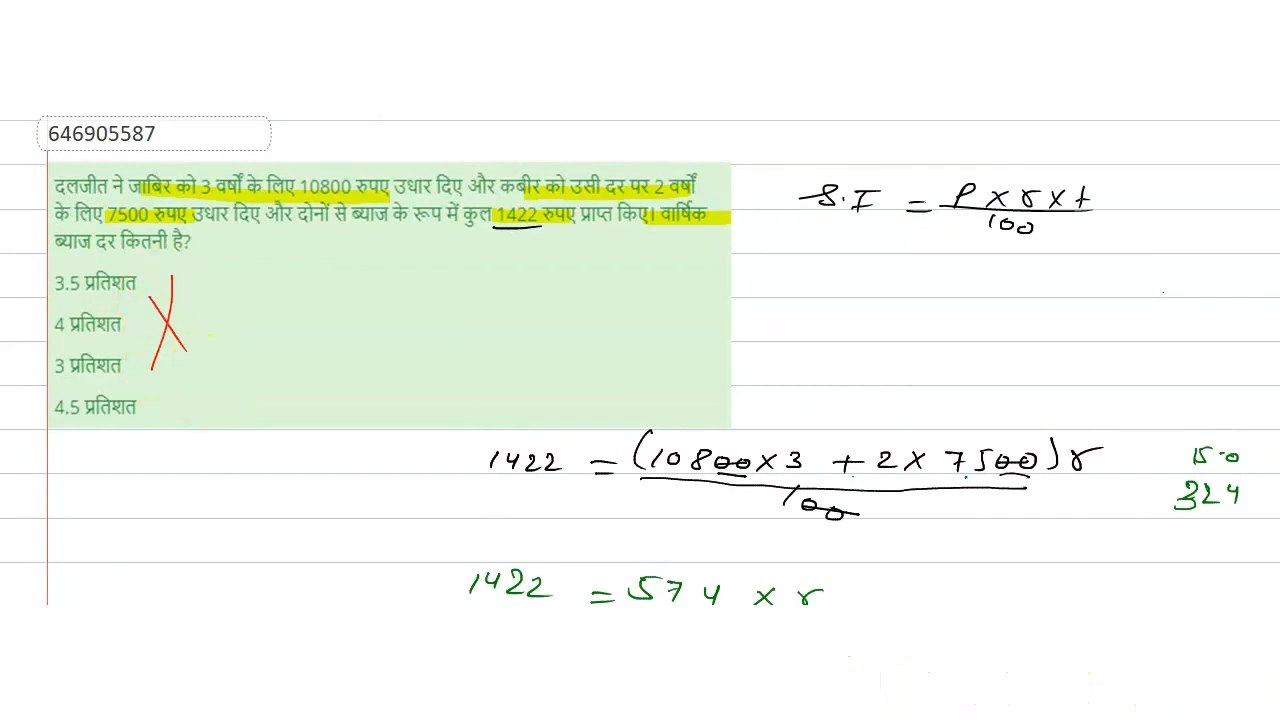 646905587
दलजीत ने जाबिर को 3 वर्षों के लिए 10800 रुपए उधार दिए और कबीर को उसी दर पर 2 वर्षों
के लिए 7500 रुपए उधार दिए और दोनों से ब्याज के रूप में कुल 1422 रुपए प्राप्त किए। वार्षिक
ब्याज दर कितनी है?
S.I = P×r×t
100
3.5 प्रतिशत
4 प्रतिशत
3 प्रतिशत
4.5 प्रतिशत
1422 = (10800×3 + 2×7500)r
100
150
324
1422 = 574 × r